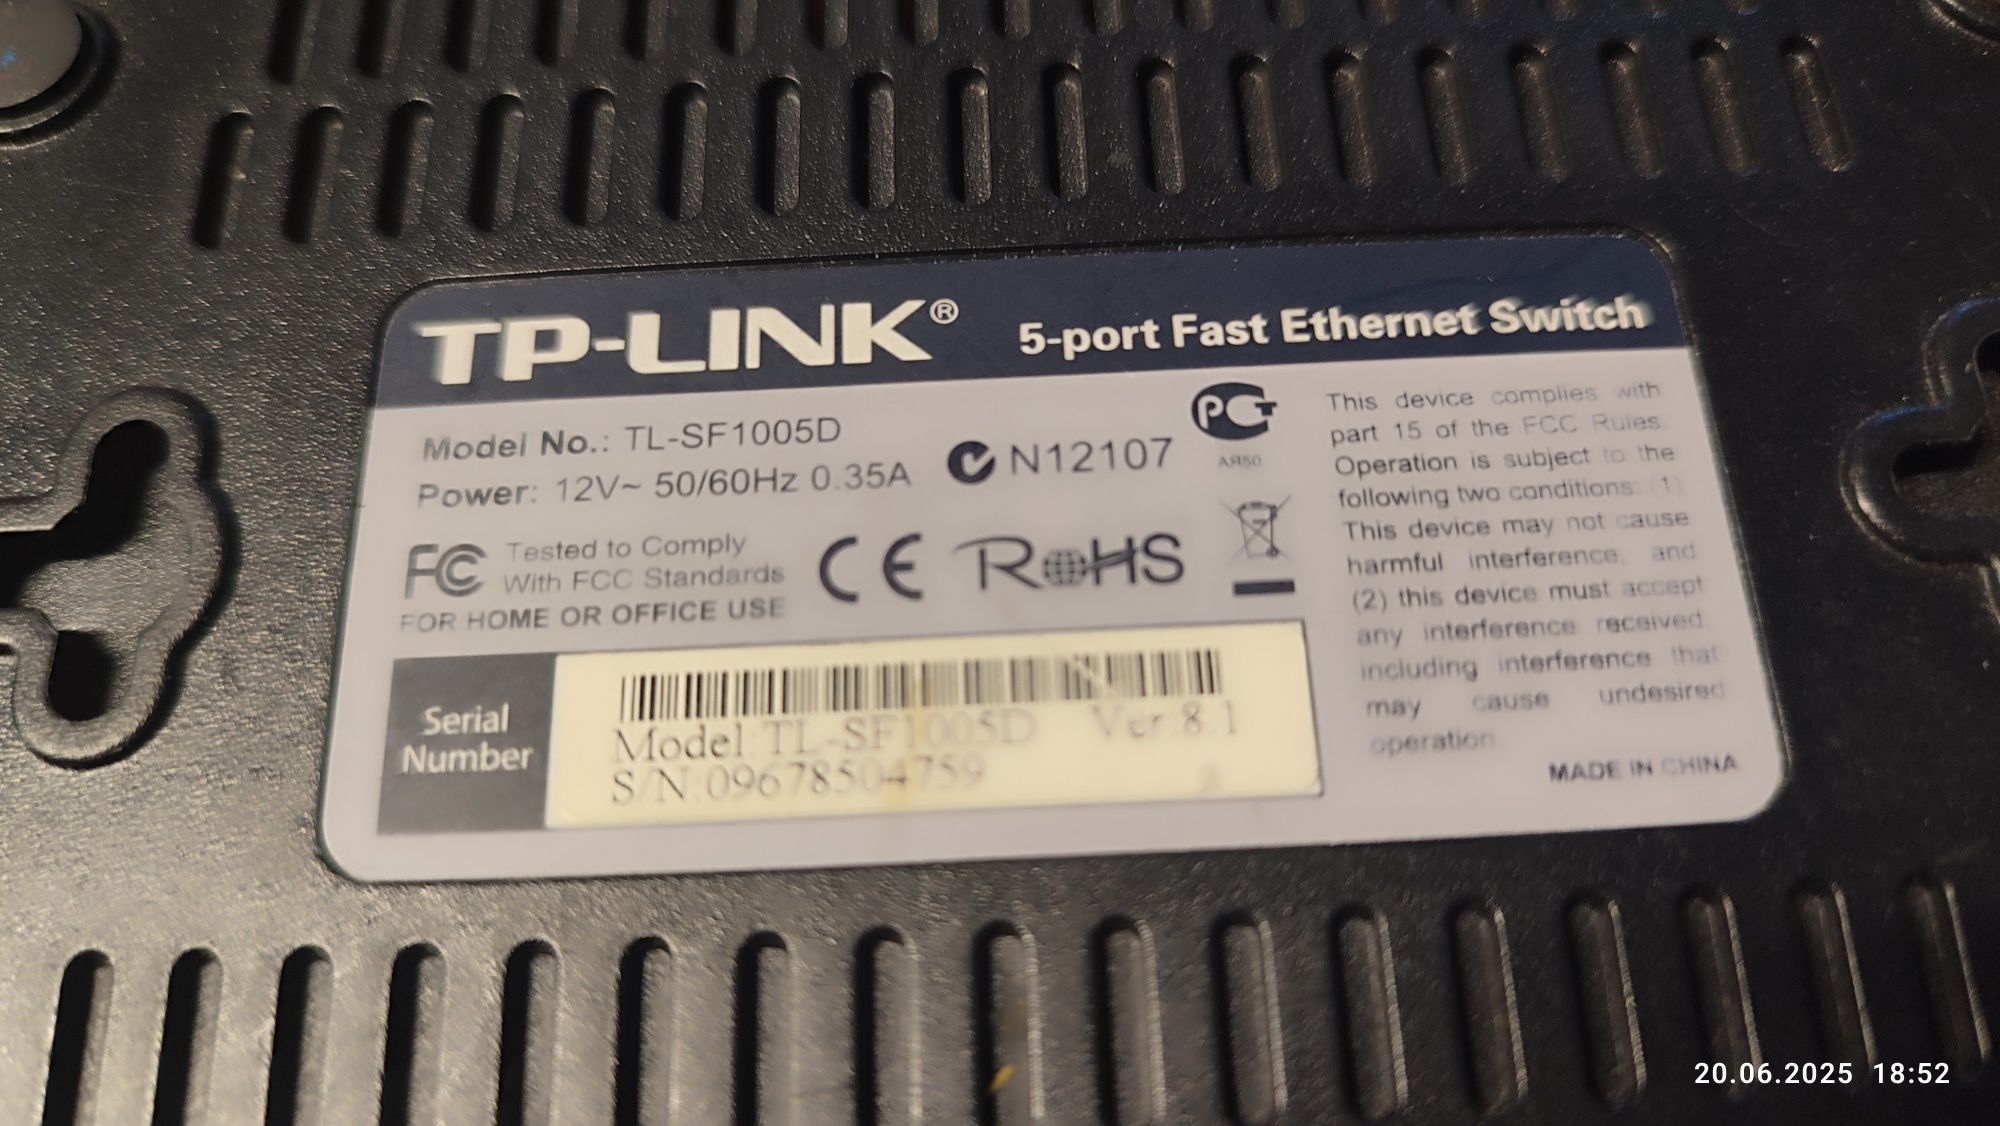 TP-LINK® 5-port Fast Ethernet Switch
Model No.: TL-SF1005D
Power: 12V~ 50/60Hz 0.35A
N12107
РСТ
АЯ50
FC Tested to Comply
With FCC Standards
FOR HOME OR OFFICE USE
CE RoHS
This device complies with
part 15 of the FCC Rules.
Operation is subject to the
following two conditions: (1)
This device may not cause
harmful interference, and
(2) this device must accept
any interference received,
including interference that
may cause undesired
operation.
MADE IN CHINA
Serial
Number
Model:TL-SF1005D Ver:8.1
S/N:09678504759
20.06.2025 18:52